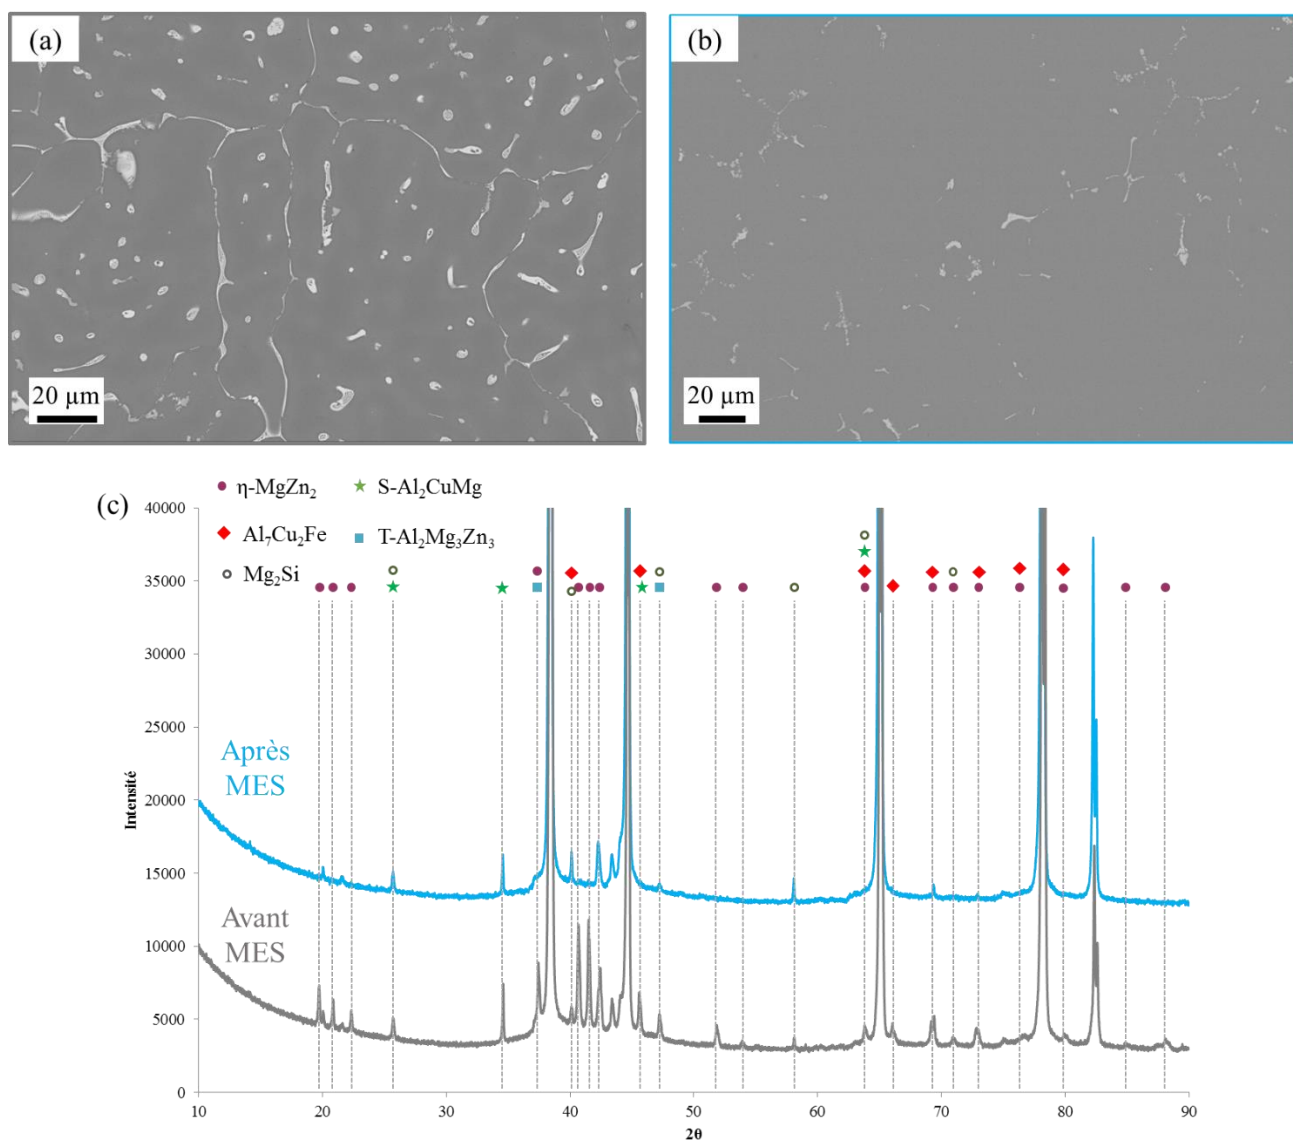 (a)
(b)
20 µm
20 µm
(c)
η-MgZn₂
S-Al₂CuMg
Al₇Cu₂Fe
T-Al₂Mg₃Zn₃
Mg₂Si
40000
35000
30000
25000
20000
15000
10000
5000
0
Intensité
Après
MES
Avant
MES
10
20
30
40
50
60
70
80
90
2θ